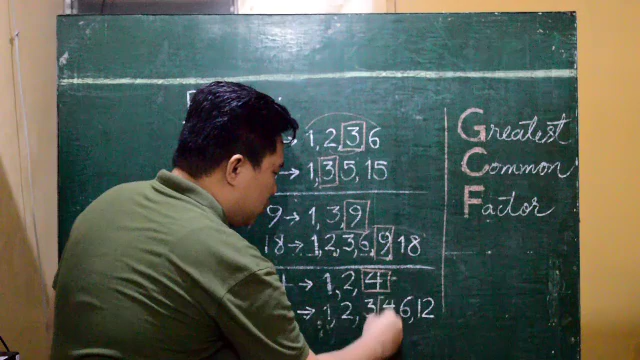 → 1, 2, 3 6
→ 1, 3 5, 15
9 → 1, 3, 9
18 → 1, 2, 3, 6, 9 18
→ 1, 2, 4
→ 1, 2, 3 4 6, 12
Greatest
Common
Factor